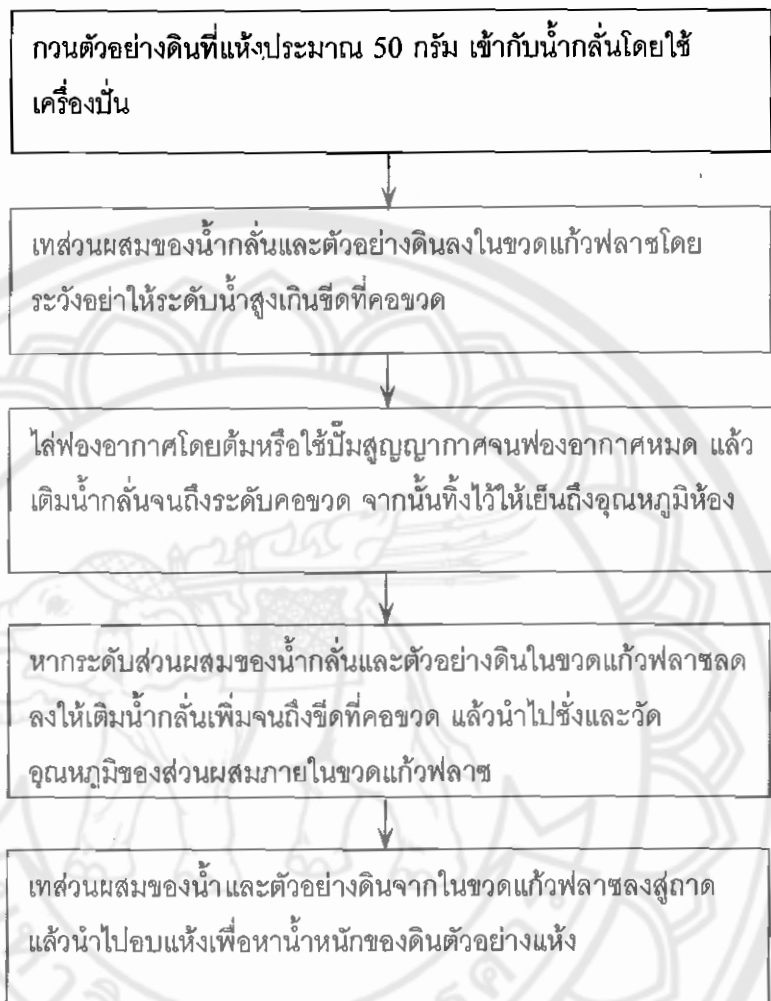 กวนตัวอย่างดินที่แห้งประมาณ 50 กรัม เข้ากับน้ำกลั่นโดยใช้
เครื่องปั่น
เทส่วนผสมของน้ำกลั่นและตัวอย่างดินลงในขวดแก้วฟลาซโดย
ระวังอย่าให้ระดับน้ำสูงเกินขีดที่คอขวด
ไล่ฟองอากาศโดยต้มหรือใช้ปั๊มสูญญากาศจนฟองอากาศหมด แล้ว
เติมน้ำกลั่นจนถึงระดับคอขวด จากนั้นทิ้งไว้ให้เย็นถึงอุณหภูมิห้อง
หากระดับส่วนผสมของน้ำกลั่นและตัวอย่างดินในขวดแก้วฟลาซลด
ลงให้เติมน้ำกลั่นเพิ่มจนถึงขีดที่คอขวด แล้วนำไปชั่งและวัด
อุณหภูมิของส่วนผสมภายในขวดแก้วฟลาซ
เทส่วนผสมของน้ำและตัวอย่างดินจากในขวดแก้วฟลาซลงสู่ถาด
แล้วนำไปอบแห้งเพื่อหาน้ำหนักของดินตัวอย่างแห้ง